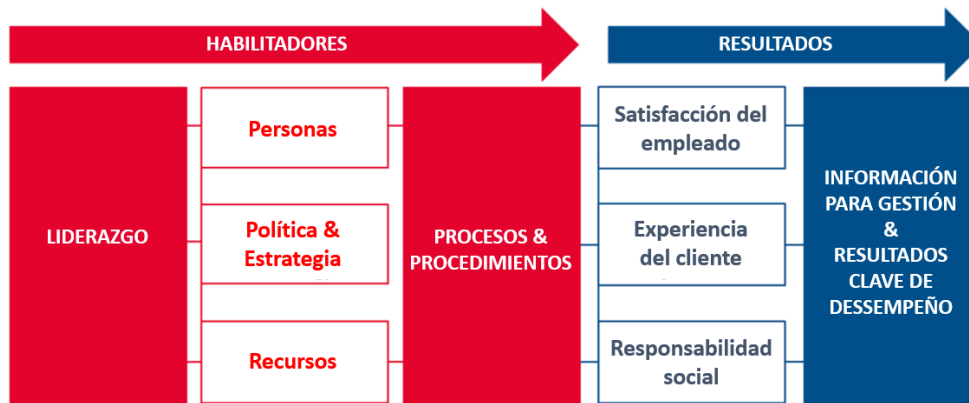 HABILITADORES
RESULTADOS
LIDERAZGO
Personas
Política &
Estrategia
Recursos
PROCESOS &
PROCEDIMIENTOS
Satisfacción del
empleado
Experiencia
del cliente
Responsabilidad
social
INFORMACIÓN
PARA GESTIÓN
&
RESULTADOS
CLAVE DE
DESSEMPEÑO